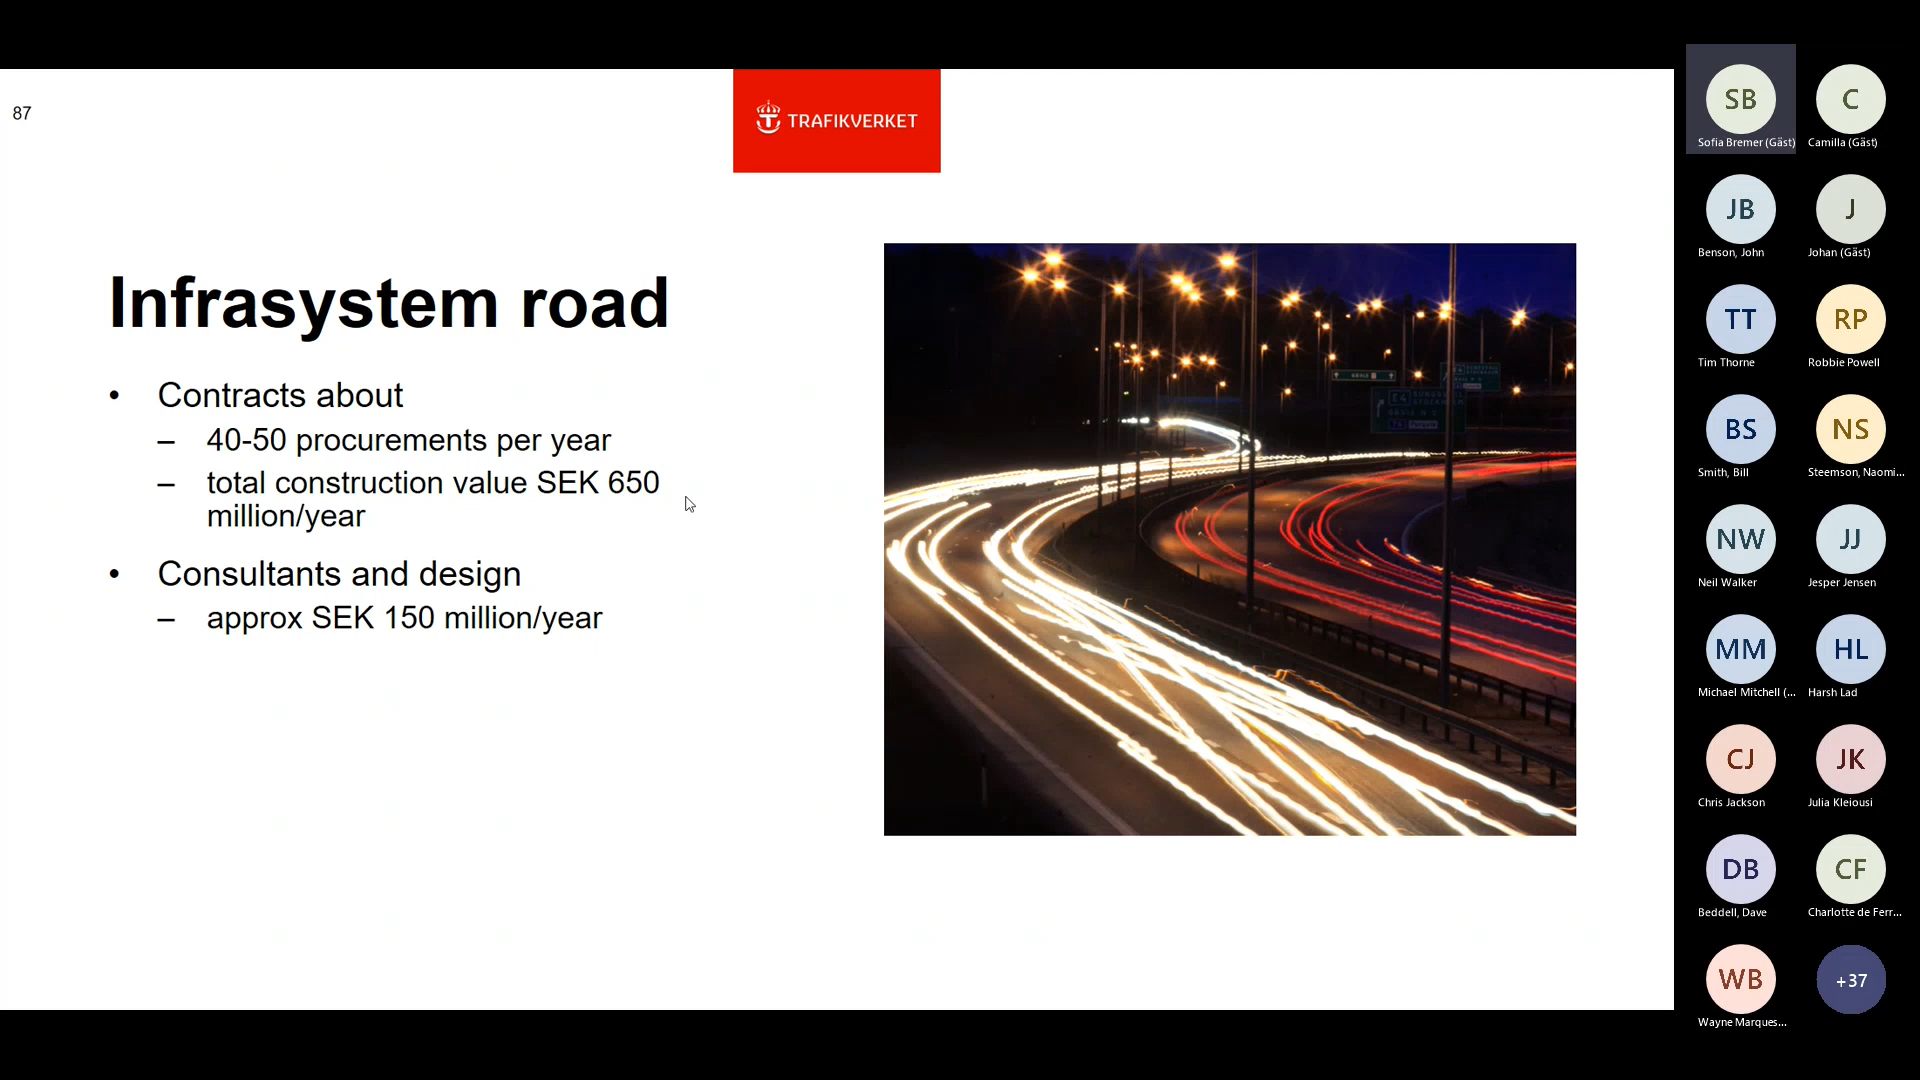 87
TRAFIKVERKET
Infrasystem road
• Contracts about
– 40-50 procurements per year
– total construction value SEK 650
million/year
• Consultants and design
– approx SEK 150 million/year
SB
Sofia Bremer (Gäst)
C
Camilla (Gäst)
JB
Benson, John
J
Johan (Gäst)
TT
Tim Thorne
RP
Robbie Powell
BS
Smith, Bill
NS
Steemson, Naomi...
NW
Neil Walker
JJ
Jesper Jensen
MM
Michael Mitchell (...
HL
Harsh Lad
CJ
Chris Jackson
JK
Julia Kleiousi
DB
Beddell, Dave
CF
Charlotte de Ferr...
WB
Wayne Marques...
+37